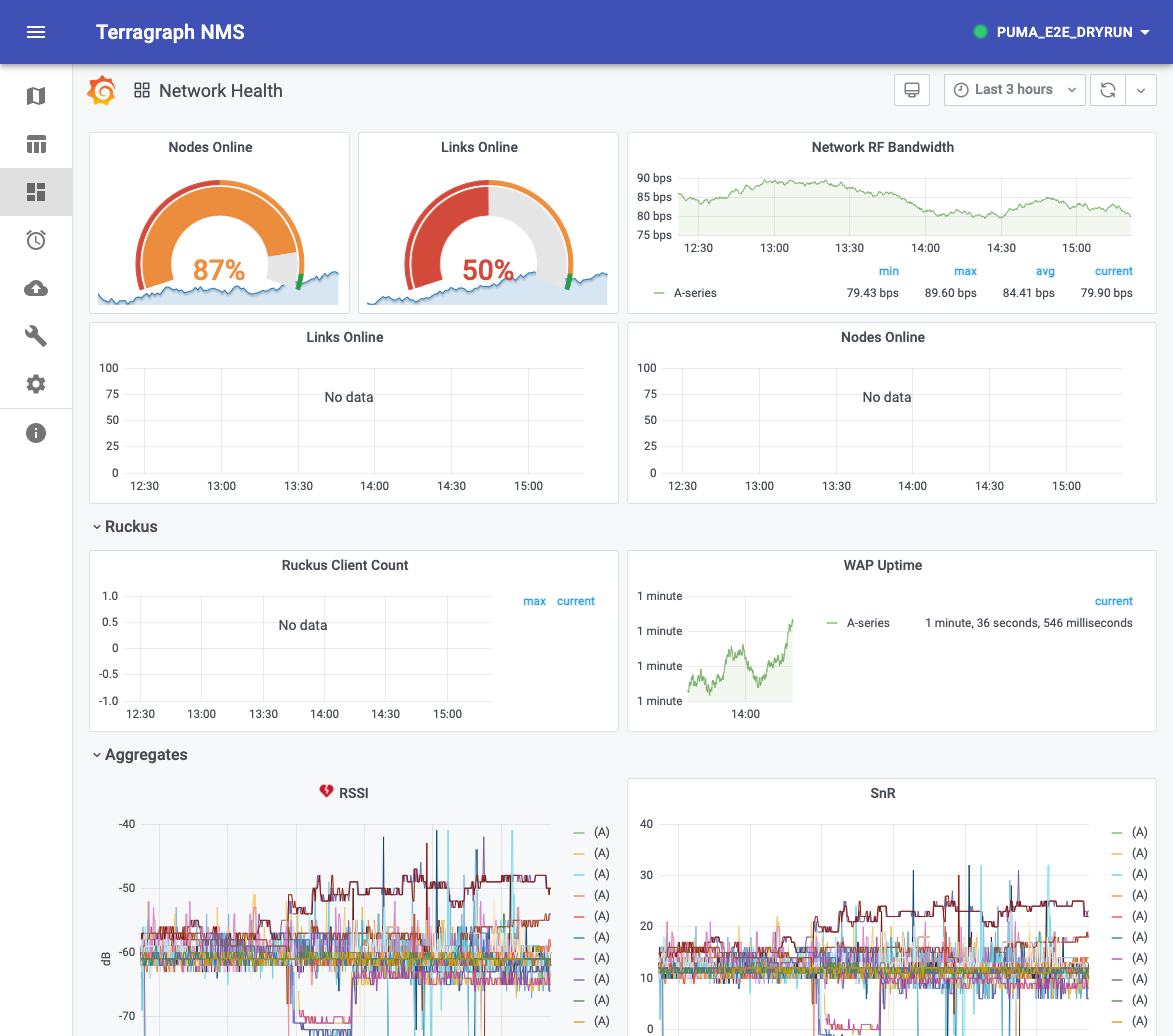 Terragraph NMS
PUMA_E2E_DRYRUN
Network Health
Last 3 hours
Nodes Online
87%
Links Online
50%
Network RF Bandwidth
90 bps
85 bps
80 bps
75 bps
12:30 13:00 13:30 14:00 14:30 15:00
min max avg current
A-series 79.43 bps 89.60 bps 84.41 bps 79.90 bps
Links Online
100
75
No data
50
25
0
12:30 13:00 13:30 14:00 14:30 15:00
Nodes Online
100
75
No data
50
25
0
12:30 13:00 13:30 14:00 14:30 15:00
Ruckus
Ruckus Client Count
1.0
0.5
No data
0
-0.5
-1.0
12:30 13:00 13:30 14:00 14:30 15:00
max current
WAP Uptime
1 minute
1 minute
1 minute
1 minute
14:00
current
A-series 1 minute, 36 seconds, 546 milliseconds
Aggregates
RSSI
-40
-50
-60
-70
dB
(A)
(A)
(A)
(A)
(A)
(A)
(A)
(A)
(A)
(A)
SnR
40
30
20
10
0
(A)
(A)
(A)
(A)
(A)
(A)
(A)
(A)
(A)
(A)